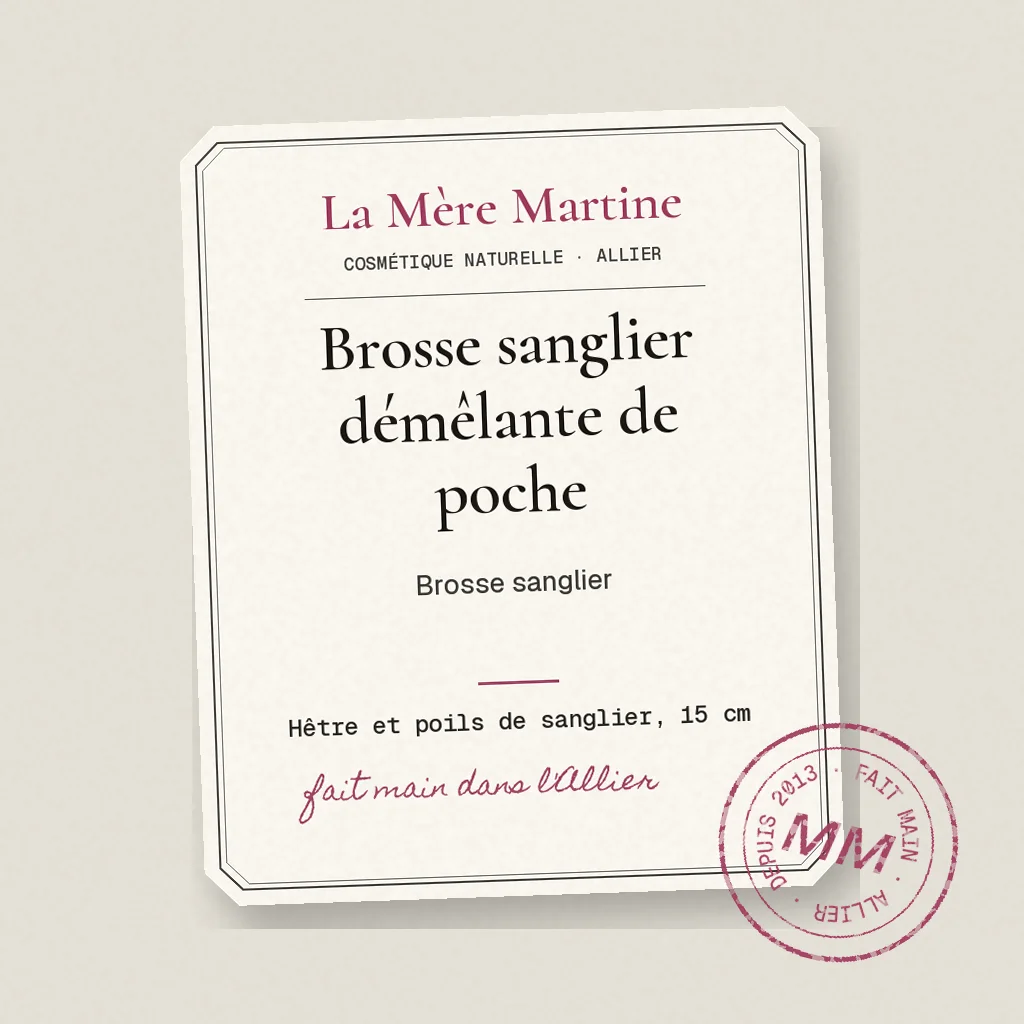 La Mère Martine
COSMÉTIQUE NATURELLE · ALLIER
Brosse sanglier
démêlante de
poche
Brosse sanglier
Hêtre et poils de sanglier, 15 cm
fait main dans l'Allier
DEPUIS 2013 · FAIT MAIN · ALLIER ·
MM